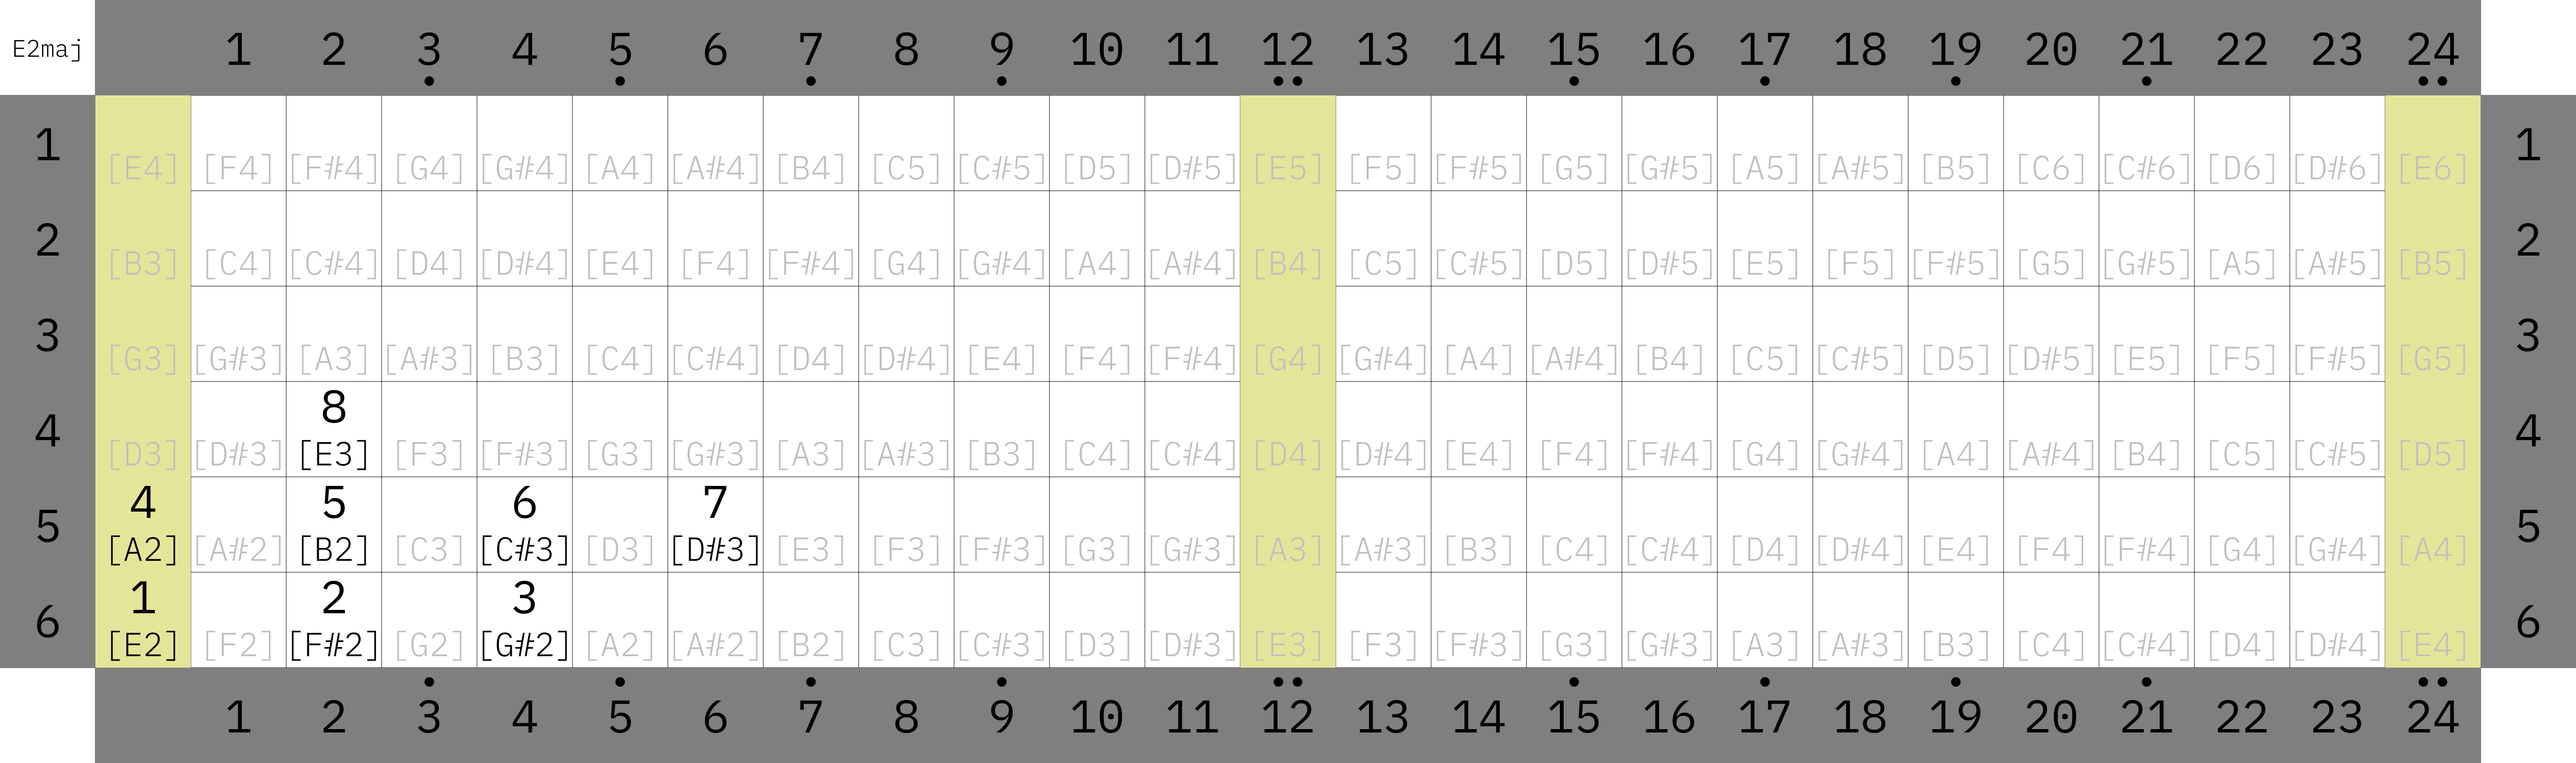 E2maj 1 2 3 4 5 6 7 8 9 10 11 12 13 14 15 16 17 18 19 20 21 22 23 24
1 [E4] [F4] [F#4] [G4] [G#4] [A4] [A#4] [B4] [C5] [C#5] [D5] [D#5] [E5] [F5] [F#5] [G5] [G#5] [A5] [A#5] [B5] [C6] [C#6] [D6] [D#6] [E6] 1
2 [B3] [C4] [C#4] [D4] [D#4] [E4] [F4] [F#4] [G4] [G#4] [A4] [A#4] [B4] [C5] [C#5] [D5] [D#5] [E5] [F5] [F#5] [G5] [G#5] [A5] [A#5] [B5] 2
3 [G3] [G#3] [A3] [A#3] [B3] [C4] [C#4] [D4] [D#4] [E4] [F4] [F#4] [G4] [G#4] [A4] [A#4] [B4] [C5] [C#5] [D5] [D#5] [E5] [F5] [F#5] [G5] 3
8
4 [D3] [D#3] [E3] [F3] [F#3] [G3] [G#3] [A3] [A#3] [B3] [C4] [C#4] [D4] [D#4] [E4] [F4] [F#4] [G4] [G#4] [A4] [A#4] [B4] [C5] [C#5] [D5] 4
4 5 6 7
5 [A2] [A#2] [B2] [C3] [C#3] [D3] [D#3] [E3] [F3] [F#3] [G3] [G#3] [A3] [A#3] [B3] [C4] [C#4] [D4] [D#4] [E4] [F4] [F#4] [G4] [G#4] [A4] 5
1 2 3
6 [E2] [F2] [F#2] [G2] [G#2] [A2] [A#2] [B2] [C3] [C#3] [D3] [D#3] [E3] [F3] [F#3] [G3] [G#3] [A3] [A#3] [B3] [C4] [C#4] [D4] [D#4] [E4] 6
1 2 3 4 5 6 7 8 9 10 11 12 13 14 15 16 17 18 19 20 21 22 23 24